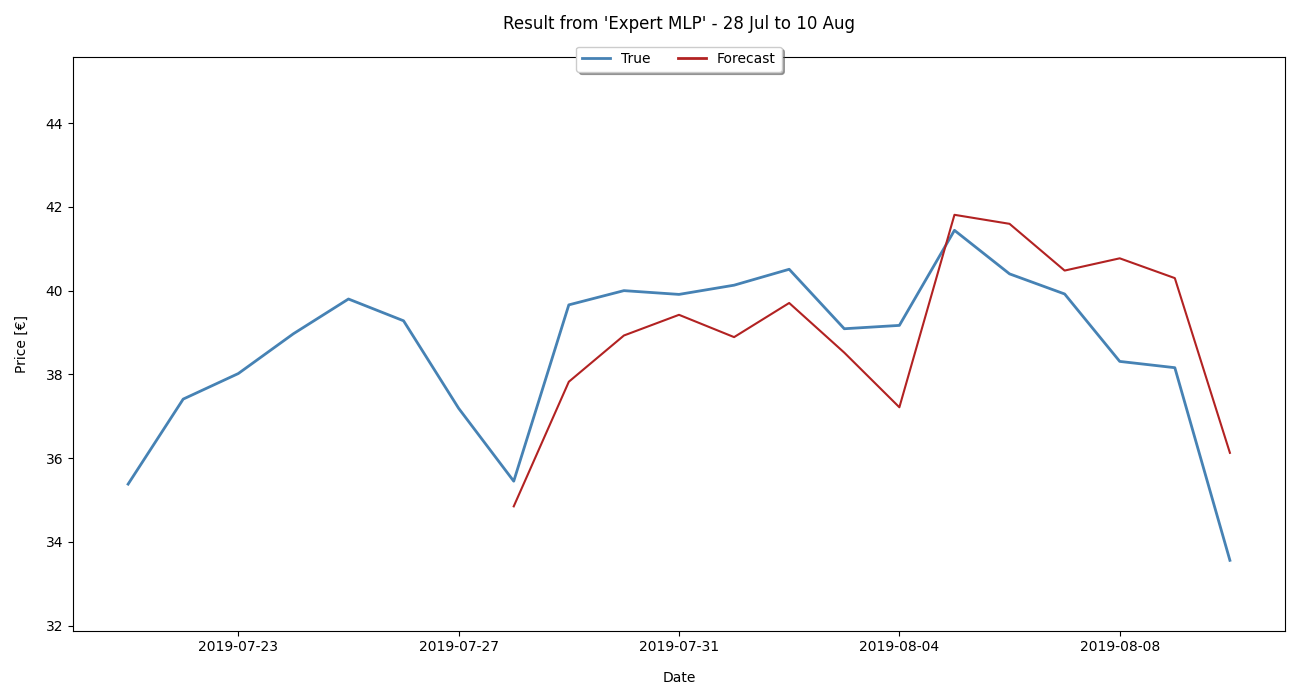 Result from 'Expert MLP' - 28 Jul to 10 Aug
True Forecast
Price [€]
44
42
40
38
36
34
32
2019-07-23 2019-07-27 2019-07-31 2019-08-04 2019-08-08
Date